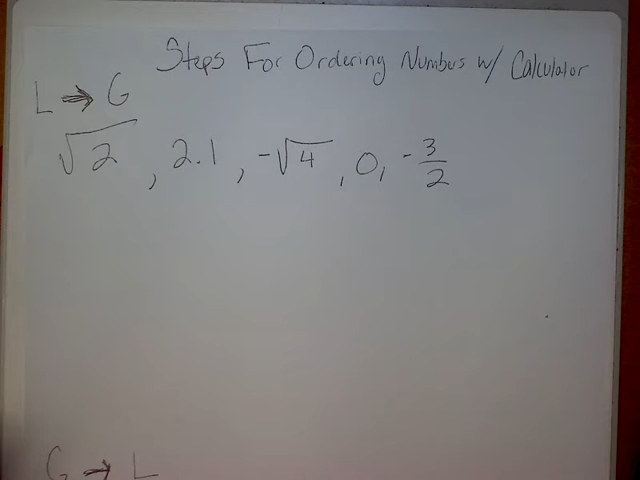 Steps For Ordering Numbers w/ Calculator
L → G
√2 , 2.1 , -√4 , 0, -3/2
G → L